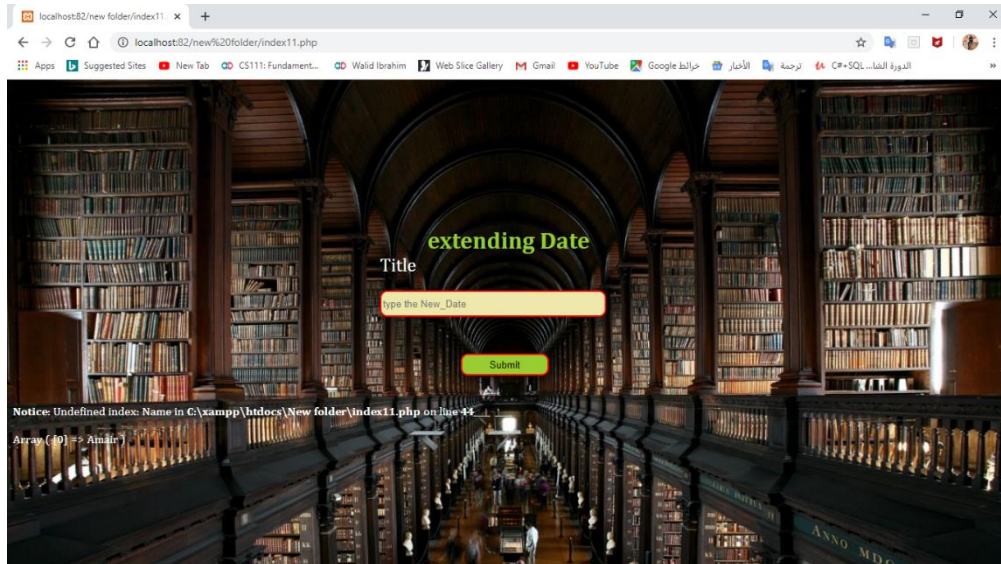 localhost:82/new folder/index11.
localhost:82/new%20folder/index11.php
Apps Suggested Sites New Tab CS111: Fundament... Walid Ibrahim Web Slice Gallery Gmail YouTube خرائط Google الأخبار ترجمة C#+SQL ...الدورة الشا »
extending Date
Title
type the New_Date
Submit
Notice: Undefined index: Name in C:\xampp\htdocs\New folder\index11.php on line 44
Array ( [0] => Amair )
ANNO MDC